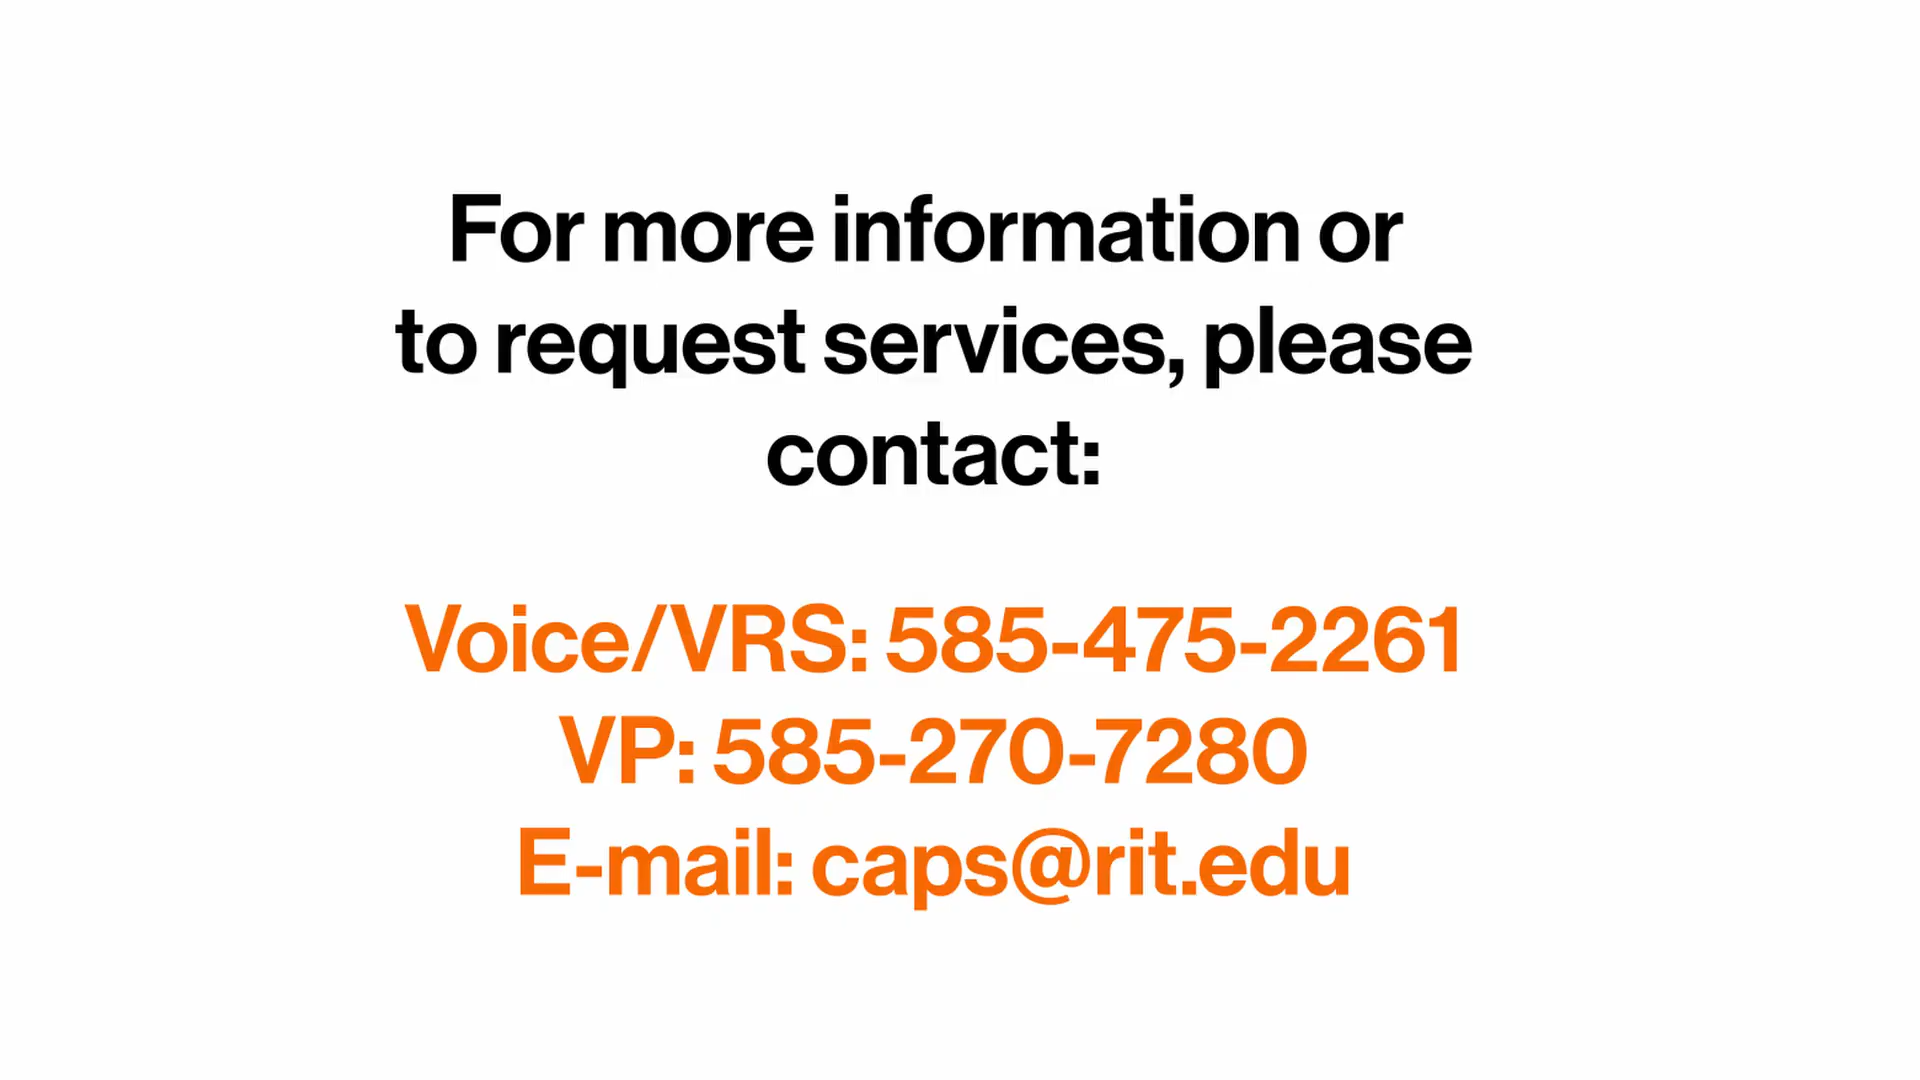 For more information or
to request services, please
contact:
Voice/VRS: 585-475-2261
VP: 585-270-7280
E-mail: caps@rit.edu